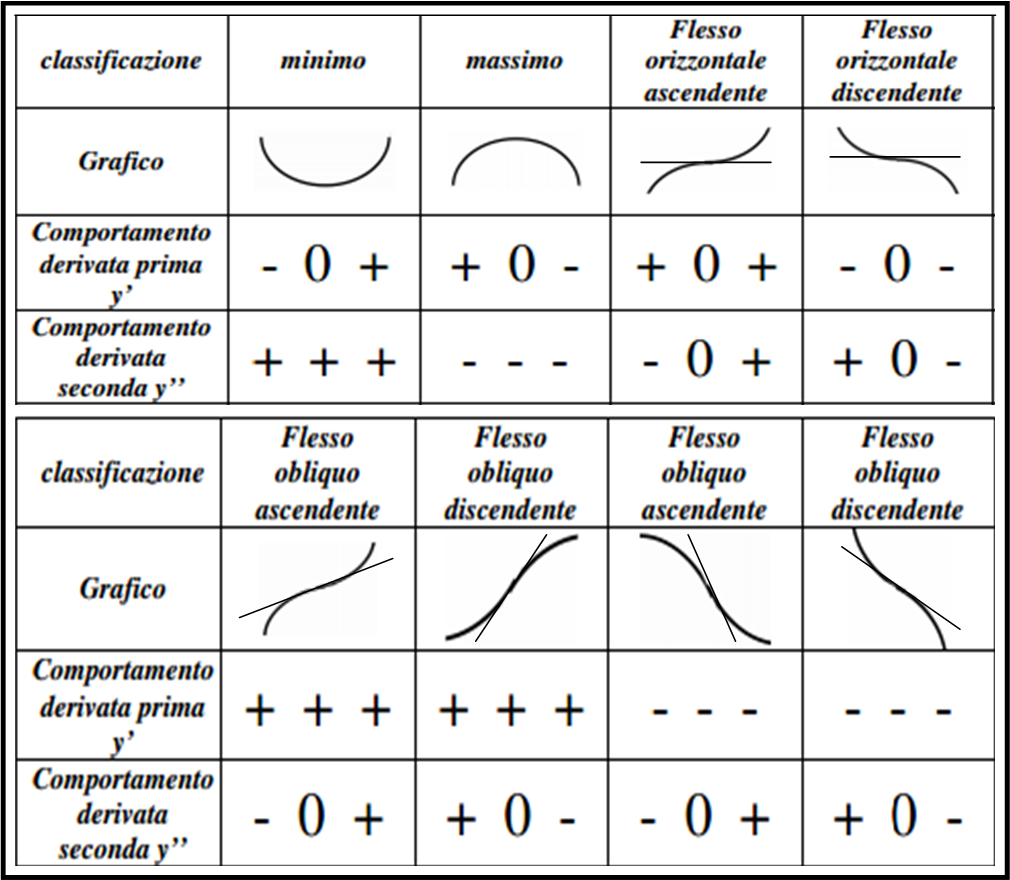 classificazione
minimo
massimo
Flesso
orizzontale
ascendente
Flesso
orizzontale
discendente
Grafico
Comportamento
derivata prima
y’
- 0 +
+ 0 -
+ 0 +
- 0 -
Comportamento
derivata
seconda y’’
+ + +
- - -
- 0 +
+ 0 -
classificazione
Flesso
obliquo
ascendente
Flesso
obliquo
discendente
Flesso
obliquo
ascendente
Flesso
obliquo
discendente
Grafico
Comportamento
derivata prima
y’
+ + +
+ + +
- - -
- - -
Comportamento
derivata
seconda y’’
- 0 +
+ 0 -
- 0 +
+ 0 -